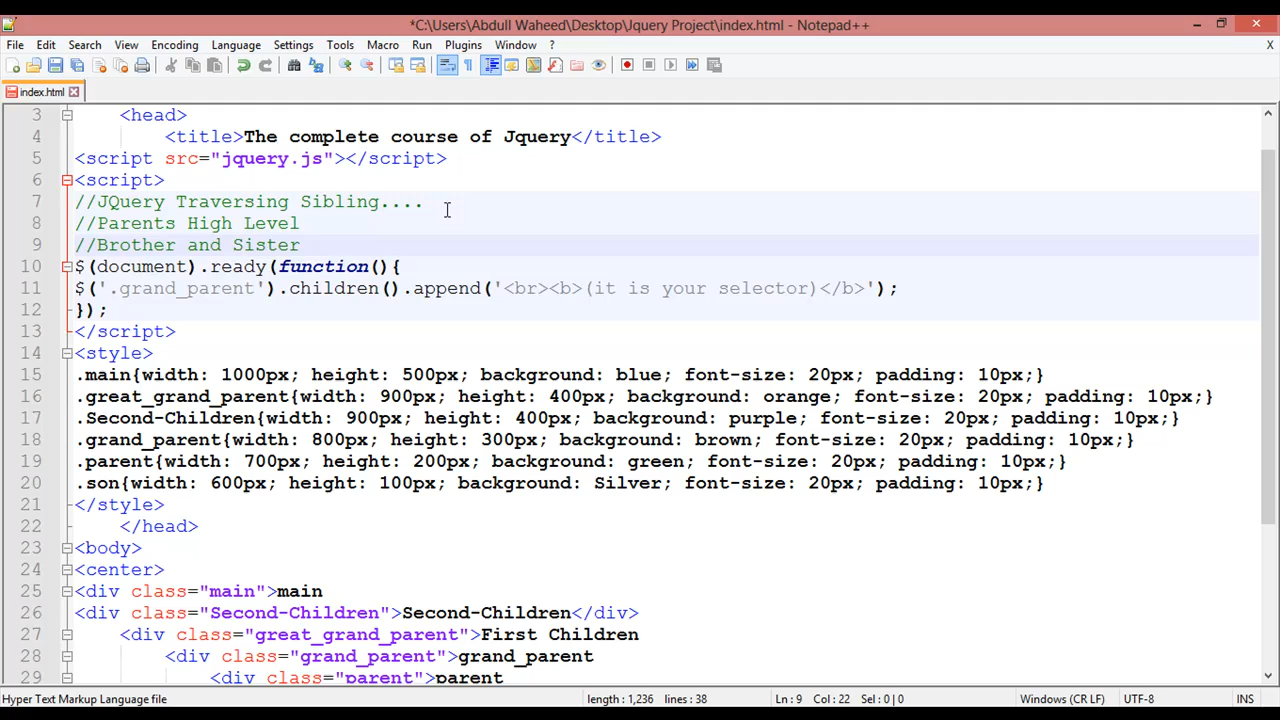 *C:\Users\Abdull Waheed\Desktop\Jquery Project\index.html - Notepad++
File Edit Search View Encoding Language Settings Tools Macro Run Plugins Window ? X
index.html
3 <head>
4 <title>The complete course of Jquery</title>
5 <script src="jquery.js"></script>
6 <script>
7 //JQuery Traversing Sibling....
8 //Parents High Level
9 //Brother and Sister
10 $(document).ready(function(){
11 $('.grand_parent').children().append('<br><b>(it is your selector)</b>');
12 });
13 </script>
14 <style>
15 .main{width: 1000px; height: 500px; background: blue; font-size: 20px; padding: 10px;}
16 .great_grand_parent{width: 900px; height: 400px; background: orange; font-size: 20px; padding: 10px;}
17 .Second-Children{width: 900px; height: 400px; background: purple; font-size: 20px; padding: 10px;}
18 .grand_parent{width: 800px; height: 300px; background: brown; font-size: 20px; padding: 10px;}
19 .parent{width: 700px; height: 200px; background: green; font-size: 20px; padding: 10px;}
20 .son{width: 600px; height: 100px; background: Silver; font-size: 20px; padding: 10px;}
21 </style>
22 </head>
23 <body>
24 <center>
25 <div class="main">main
26 <div class="Second-Children">Second-Children</div>
27 <div class="great_grand_parent">First Children
28 <div class="grand_parent">grand_parent
29 <div class="parent">parent
Hyper Text Markup Language file length : 1,236 lines : 38 Ln : 9 Col : 22 Sel : 0 | 0 Windows (CR LF) UTF-8 INS